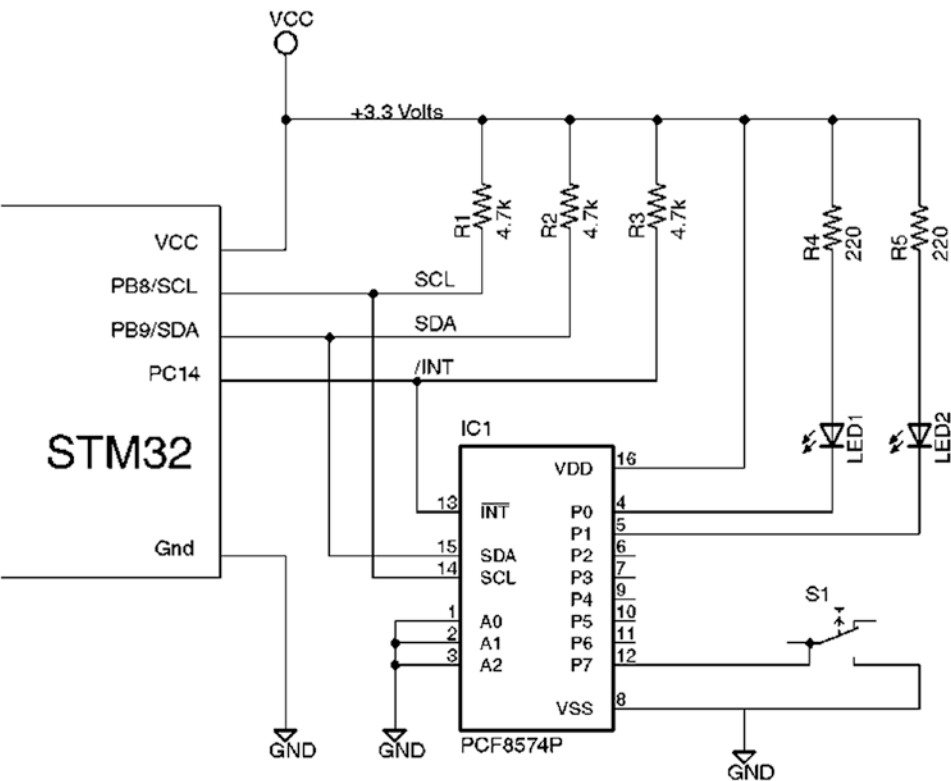 VCC
+3.3 Volts
R1
4.7k
R2
4.7k
R3
4.7k
R4
220
R5
220
VCC
PB8/SCL
SCL
PB9/SDA
SDA
PC14
/INT
STM32
Gnd
GND
GND
IC1
LED1
LED2
VDD
16
13
INT
P0
4
P1
5
15
SDA
P2
6
14
SCL
P3
7
P4
9
1
A0
P5
10
2
A1
P6
11
3
A2
P7
12
S1
VSS
8
PCF8574P
GND